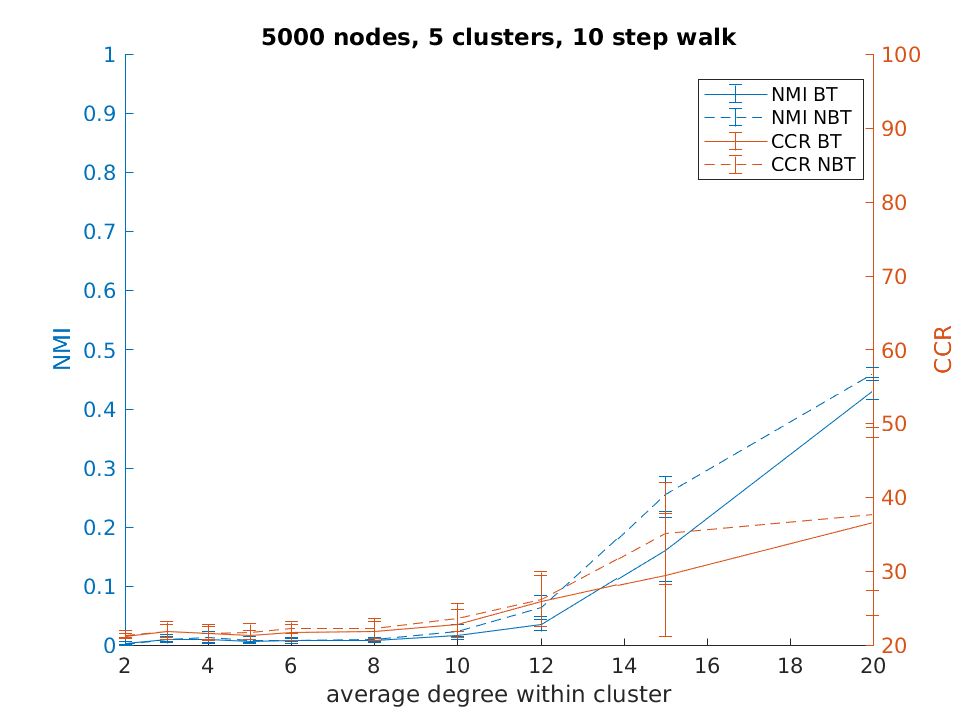 5000 nodes, 5 clusters, 10 step walk
NMI BT
NMI NBT
CCR BT
CCR NBT
1
0.9
0.8
0.7
0.6
0.5
0.4
0.3
0.2
0.1
0
NMI
100
90
80
70
60
50
40
30
20
CCR
2 4 6 8 10 12 14 16 18 20
average degree within cluster